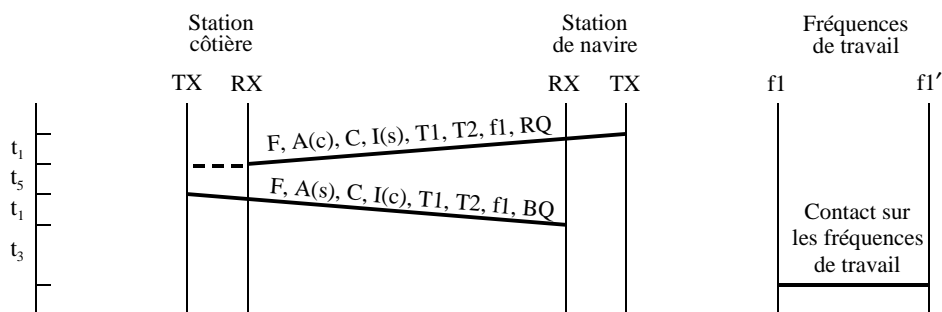 Station
côtière
Station
de navire
Fréquences
de travail
TX RX
RX TX
f1 f1′
F, A(c), C, I(s), T1, T2, f1, RQ
t1
t5
F, A(s), C, I(c), T1, T2, f1, BQ
t1
t3
Contact sur
les fréquences
de travail